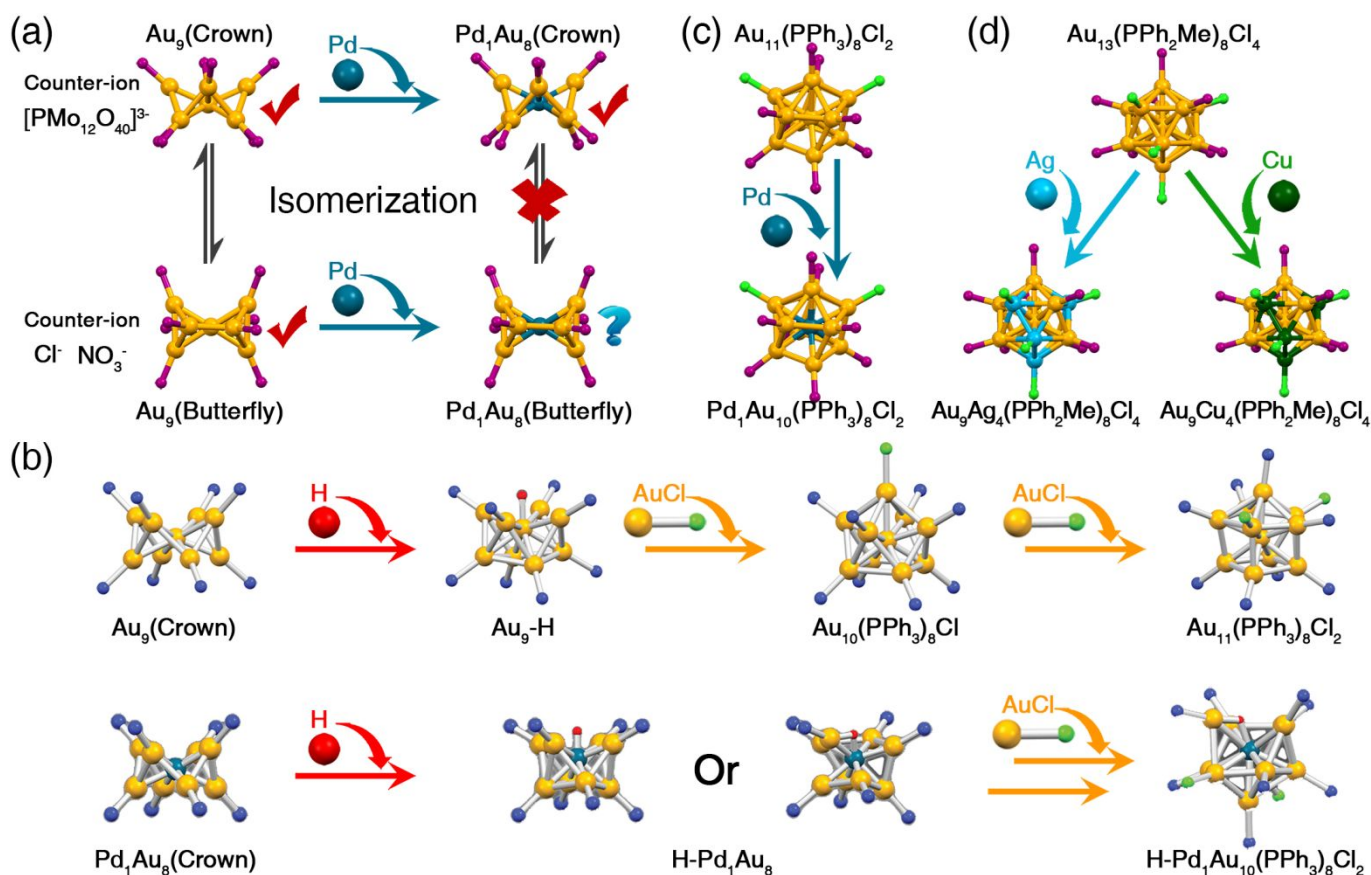 (a)
Au₉(Crown)
Pd
Pd₁Au₈(Crown)
Counter-ion
[PMo₁₂O₄₀]³⁻
Isomerization
Pd
Counter-ion
Cl⁻ NO₃⁻
?
Au₉(Butterfly)
Pd₁Au₈(Butterfly)
(c)
Au₁₁(PPh₃)₈Cl₂
Pd
Pd₁Au₁₀(PPh₃)₈Cl₂
(d)
Au₁₃(PPh₂Me)₈Cl₄
Ag
Cu
Au₉Ag₄(PPh₂Me)₈Cl₄
Au₉Cu₄(PPh₂Me)₈Cl₄
(b)
H
AuCl
AuCl
Au₉(Crown)
Au₉-H
Au₁₀(PPh₃)₈Cl
Au₁₁(PPh₃)₈Cl₂
H
Or
AuCl
Pd₁Au₈(Crown)
H-Pd₁Au₈
H-Pd₁Au₁₀(PPh₃)₈Cl₂